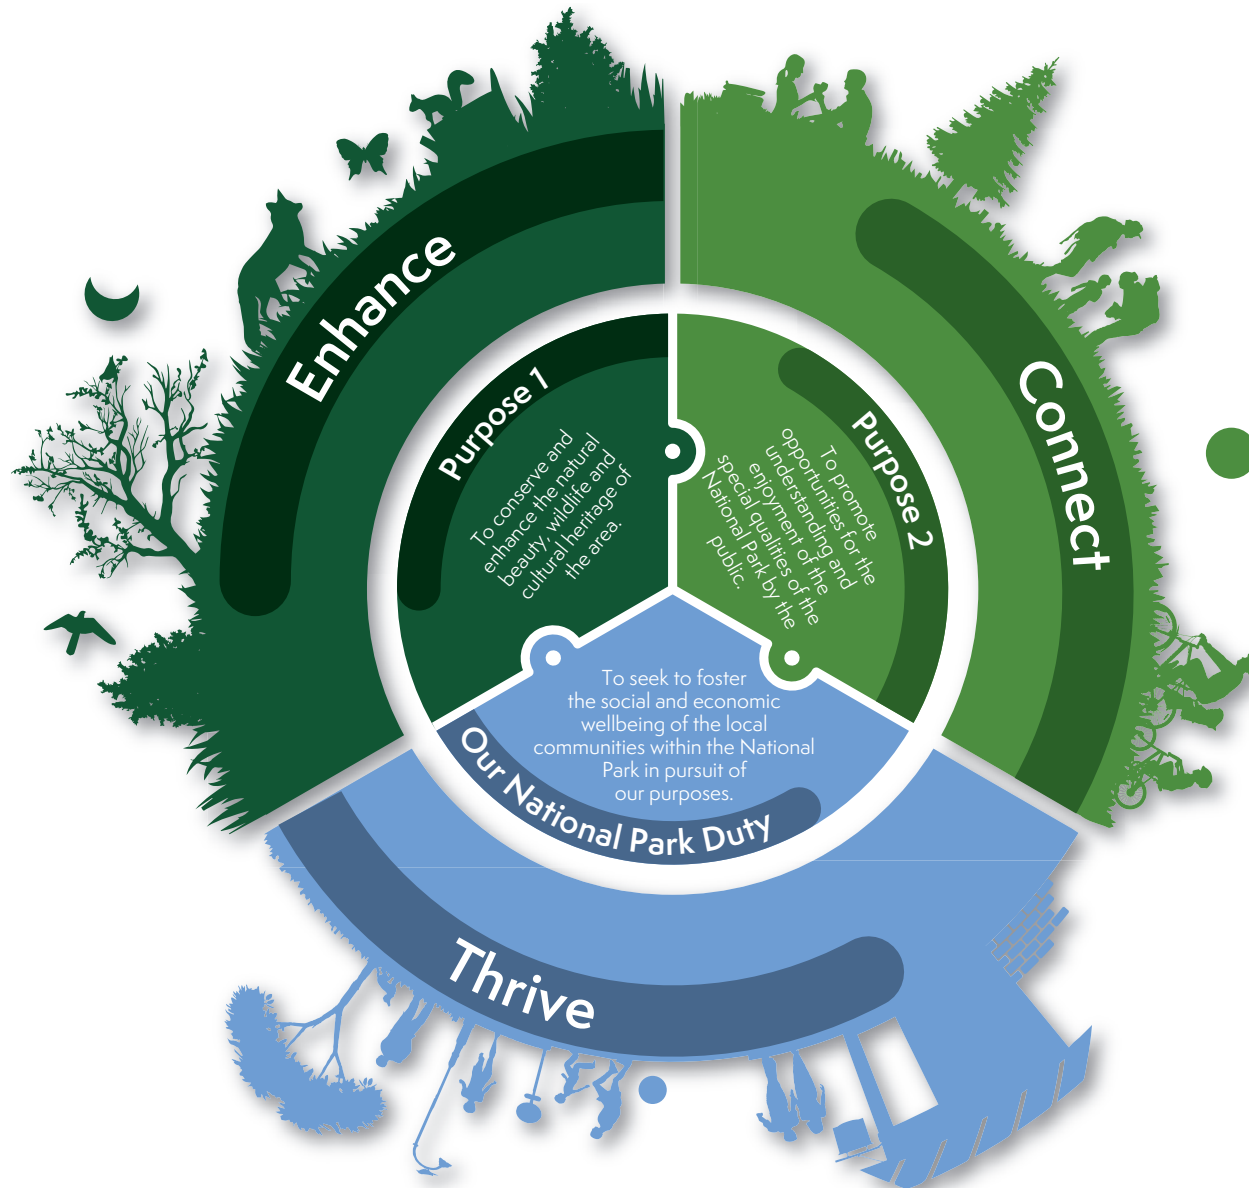 Enhance
Purpose 1
To conserve and
enhance the natural
beauty, wildlife and
cultural heritage of
the area.
Connect
Purpose 2
To promote
opportunities for the
understanding and
enjoyment of the
special qualities of the
National Park by the
public.
To seek to foster
the social and economic
wellbeing of the local
communities within the National
Park in pursuit of
our purposes.
Our National Park Duty
Thrive